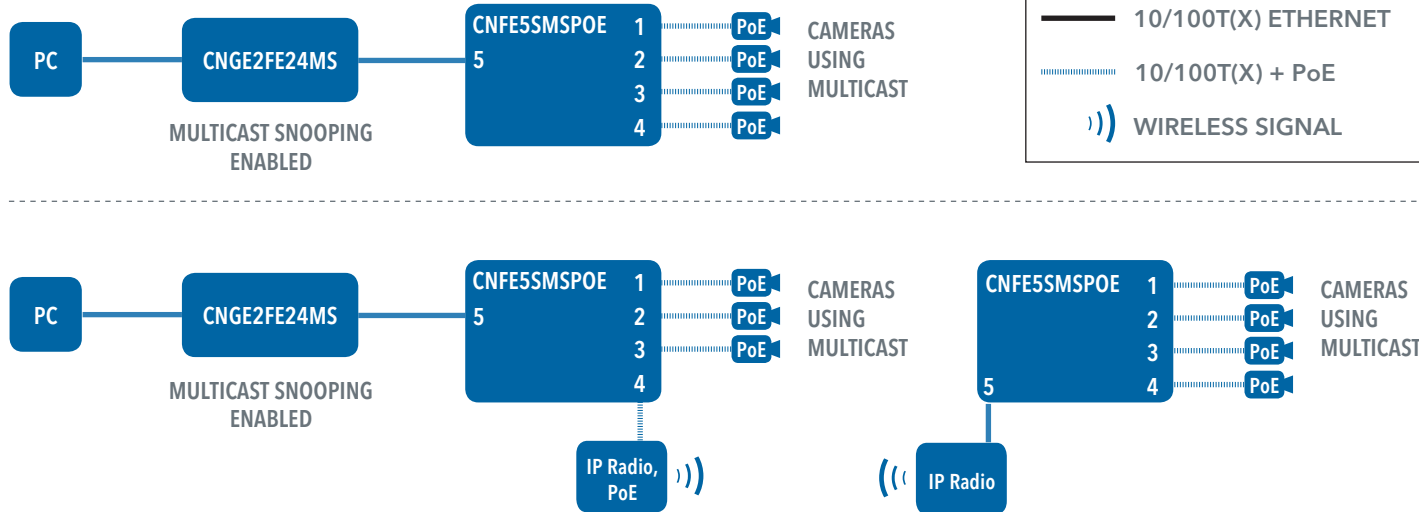 PC
CNGE2FE24MS
MULTICAST SNOOPING
ENABLED
CNFE5SMSPOE
5
1
2
3
4
PoE
PoE
PoE
PoE
CAMERAS
USING
MULTICAST
10/100T(X) ETHERNET
10/100T(X) + PoE
WIRELESS SIGNAL
PC
CNGE2FE24MS
MULTICAST SNOOPING
ENABLED
CNFE5SMSPOE
5
1
2
3
4
PoE
PoE
PoE
CAMERAS
USING
MULTICAST
IP Radio,
PoE
CNFE5SMSPOE
1
2
3
4
5
PoE
PoE
PoE
PoE
CAMERAS
USING
MULTICAST
IP Radio